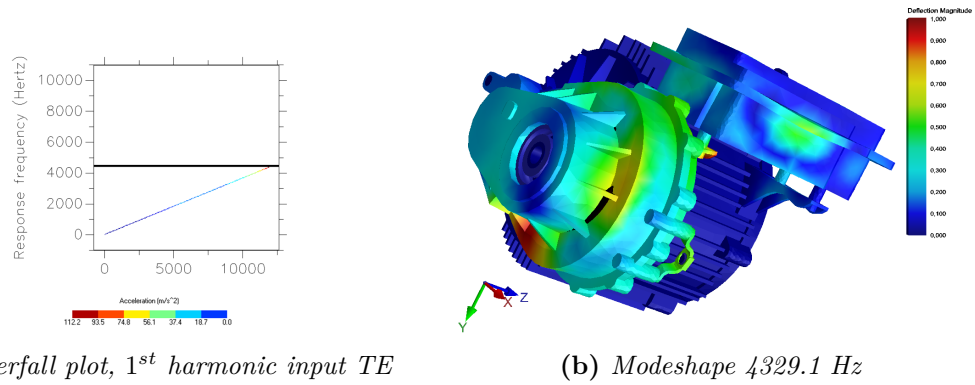 Response frequency (Hertz)
10000
8000
6000
4000
2000
0
0 5000 10000
Acceleration (m/s^2)
112.2 93.5 74.8 56.1 37.4 18.7 0.0
Deflection Magnitude
1,000
0,900
0,800
0,700
0,600
0,500
0,400
0,300
0,200
0,100
0,000
Z
X
Y
erfall plot, 1st harmonic input TE
(b) Modeshape 4329.1 Hz